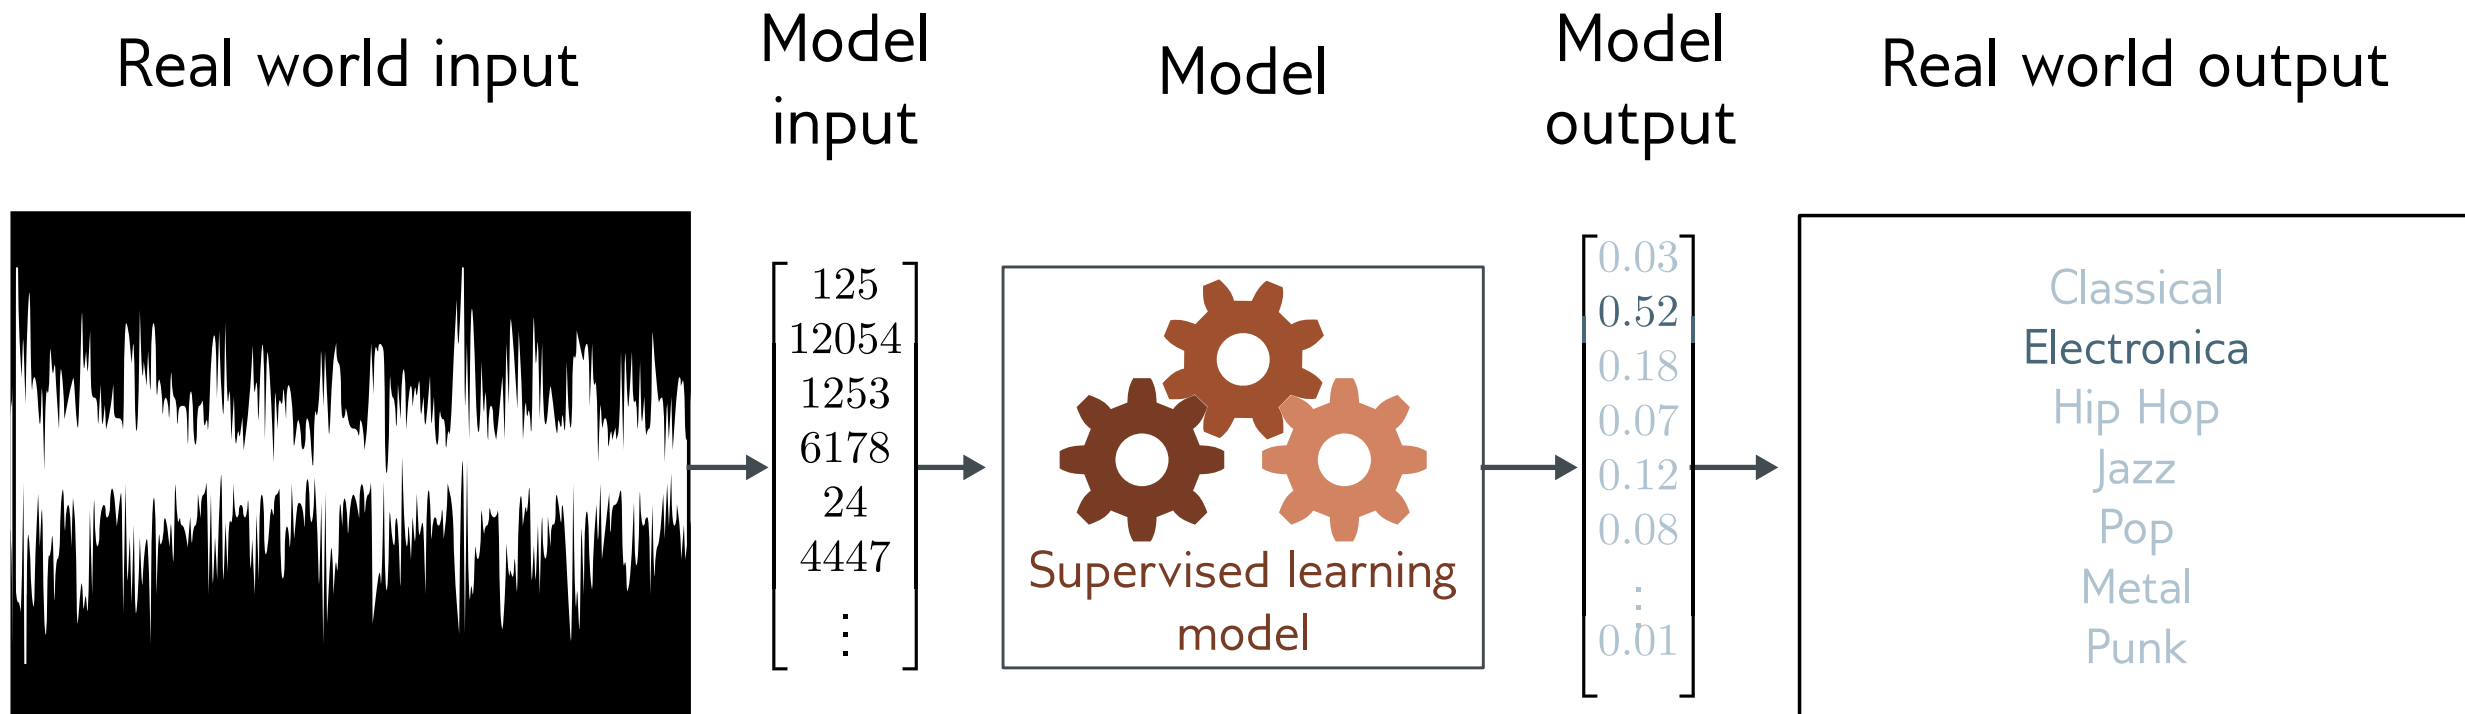 Real world input
Model
input
Model
Model
output
Real world output
125
12054
1253
6178
24
4447
⋮
Supervised learning
model
0.03
0.52
0.18
0.07
0.12
0.08
⋮
0.01
Classical
Electronica
Hip Hop
Jazz
Pop
Metal
Punk